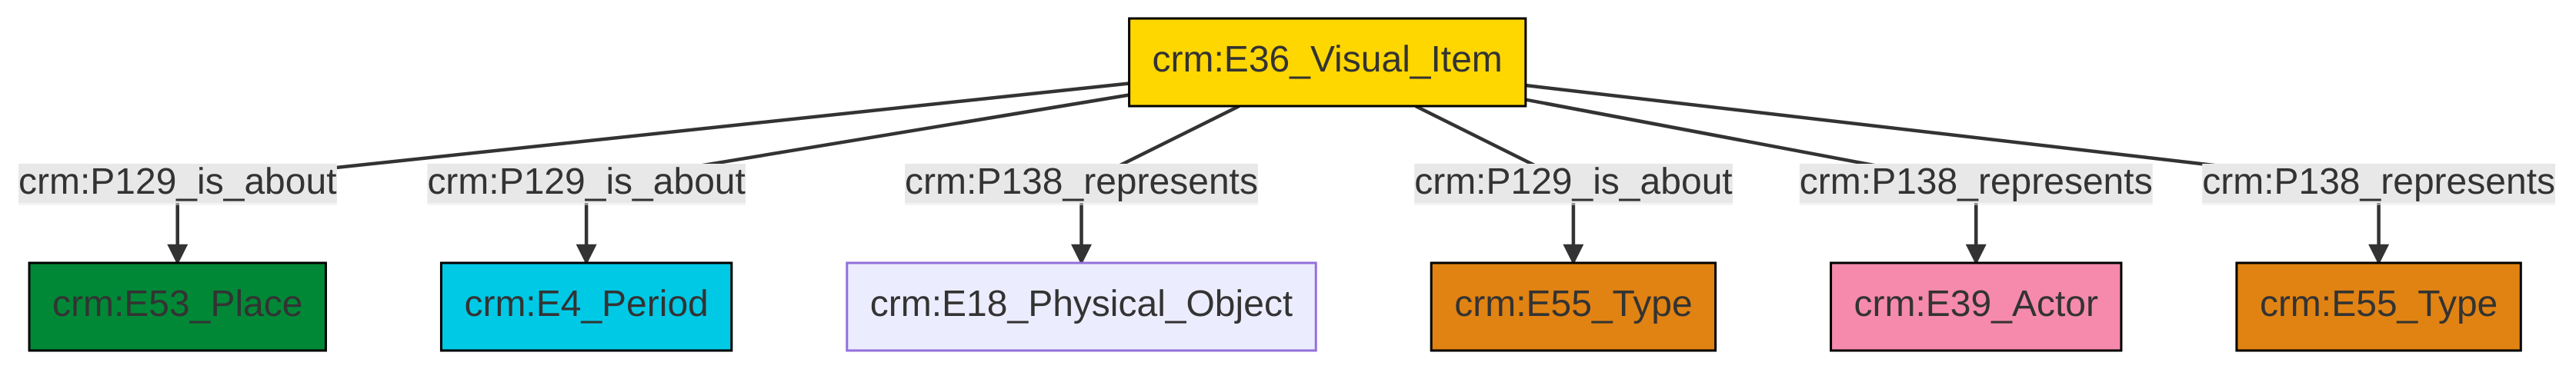 crm:E36_Visual_Item
crm:P129_is_about
crm:P129_is_about
crm:P138_represents
crm:P129_is_about
crm:P138_represents
crm:P138_represents
crm:E53_Place
crm:E4_Period
crm:E18_Physical_Object
crm:E55_Type
crm:E39_Actor
crm:E55_Type